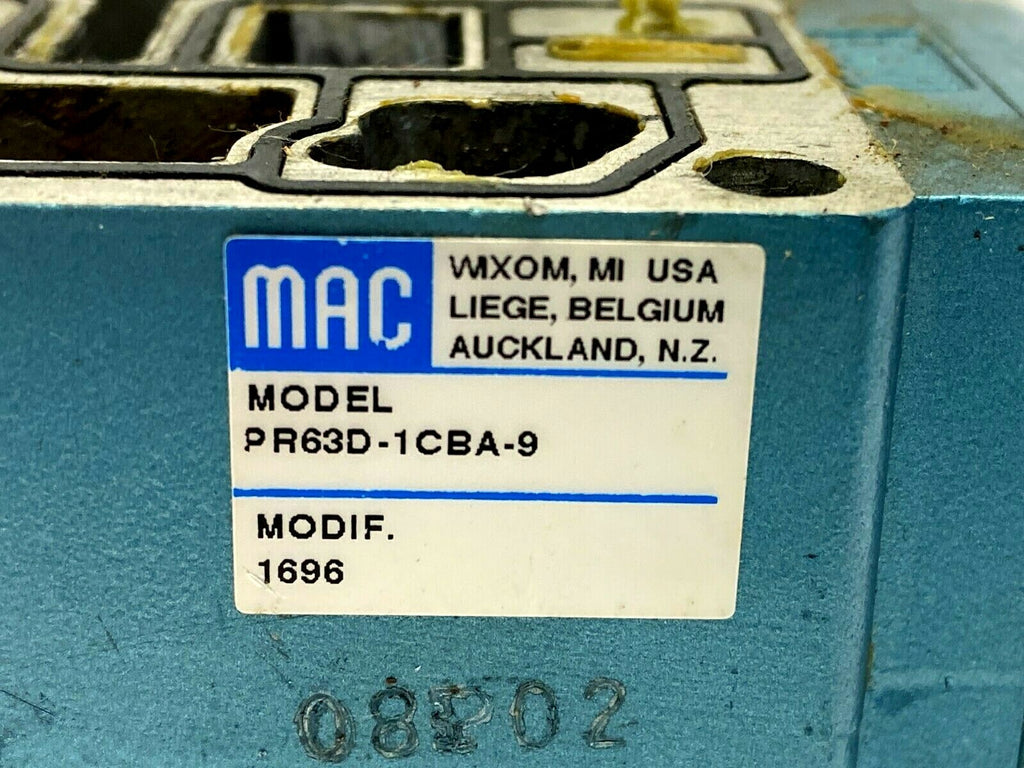 MAC
WIXOM, MI USA
LIEGE, BELGIUM
AUCKLAND, N.Z.
MODEL
PR63D-1CBA-9
MODIF.
1696